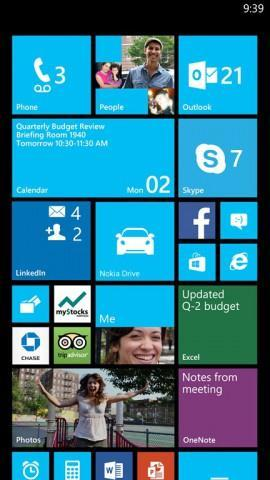 9:39
3
21
Phone
People
Outlook
Quarterly Budget Review
Briefing Room 1940
Tomorrow 10:30-11:30 AM
Calendar
Mon 02
7
Skype
4
2
LinkedIn
Nokia Drive
myStocks
Me
Updated
Q-2 budget
Excel
CHASE
tripadvisor
Photos
Notes from
meeting
OneNote